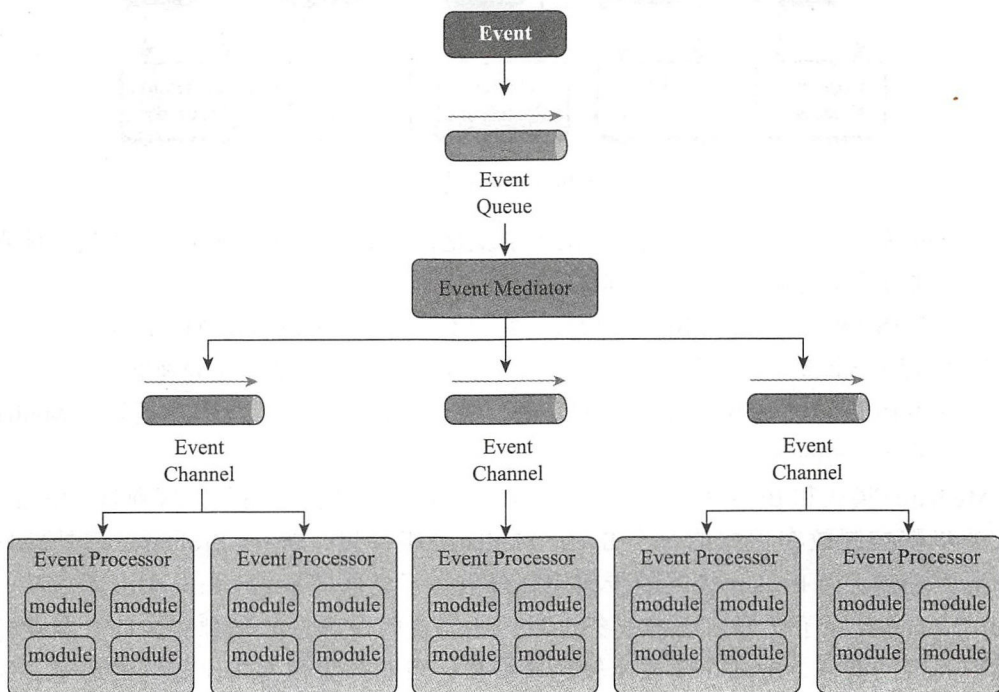 Event
Event
Queue
Event Mediator
Event
Channel
Event
Channel
Event
Channel
Event Processor
module module
module module
Event Processor
module module
module module
Event Processor
module module
module module
Event Processor
module module
module module
Event Processor
module module
module module